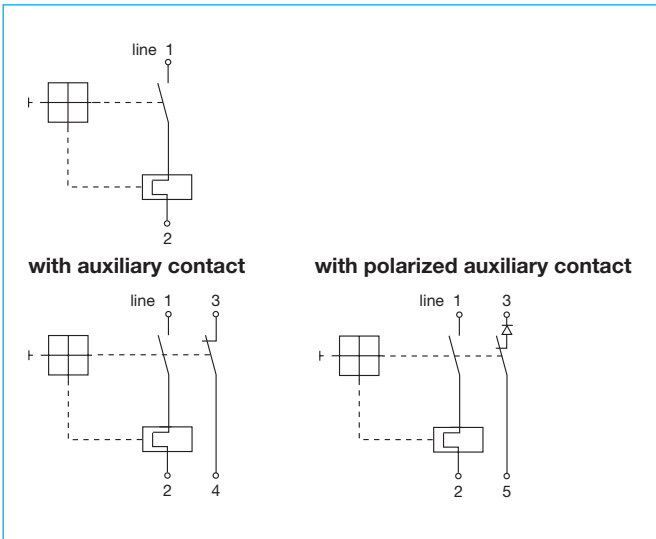 line 1
2
with auxiliary contact
with polarized auxiliary contact
line 1 3
line 1 3
2 4
2 5